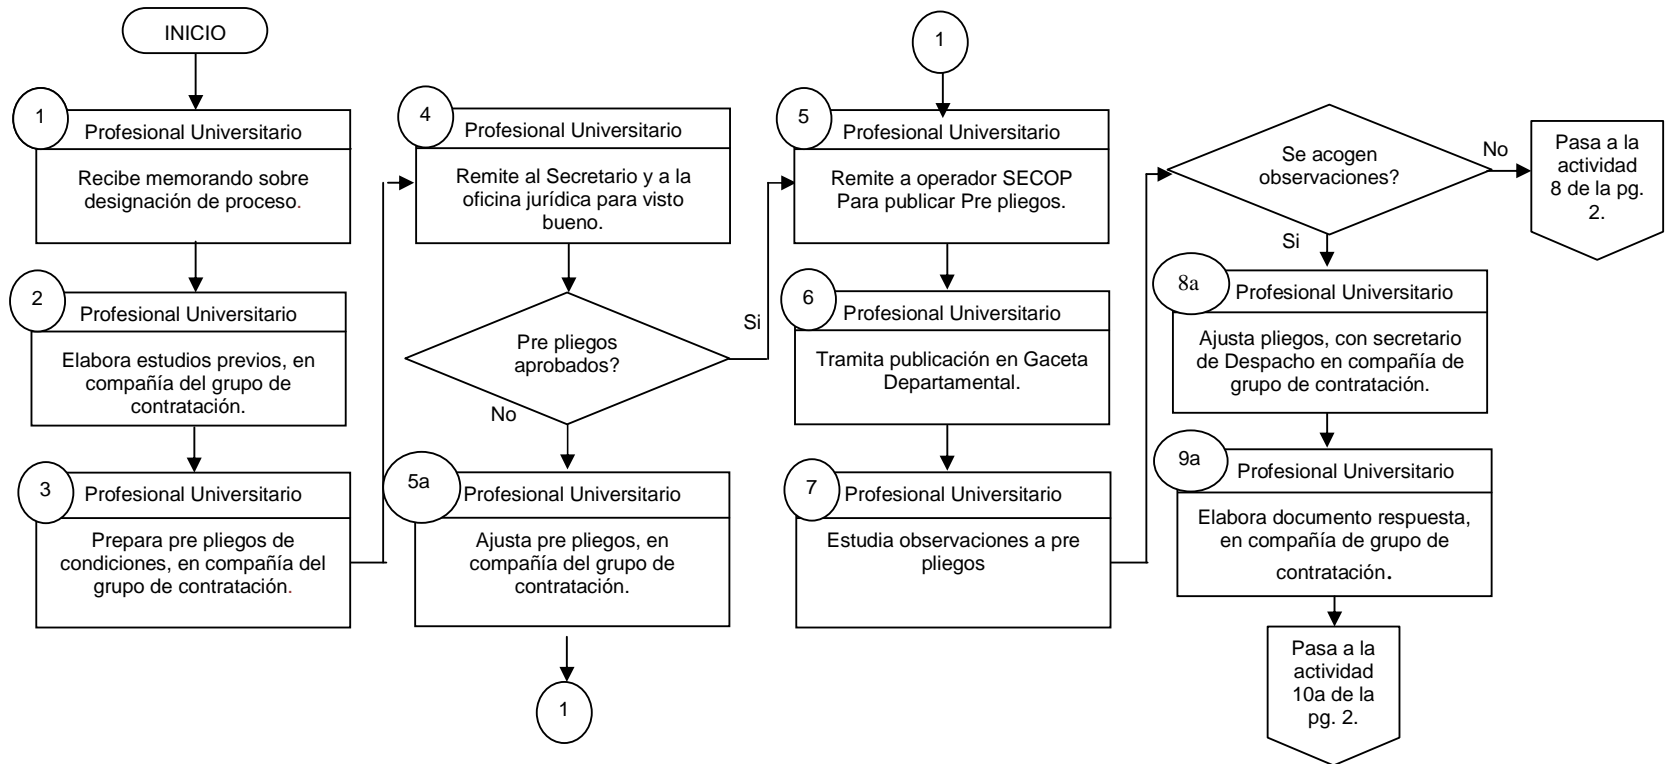 INICIO
1
Profesional Universitario
Recibe memorando sobre
designación de proceso.
2
Profesional Universitario
Elabora estudios previos, en
compañía del grupo de
contratación.
3
Profesional Universitario
Prepara pre pliegos de
condiciones, en compañía del
grupo de contratación.
4
Profesional Universitario
Remite al Secretario y a la
oficina jurídica para visto
bueno.
Pre pliegos
aprobados?
Si
No
5a
Profesional Universitario
Ajusta pre pliegos, en
compañía del grupo de
contratación.
1
1
5
Profesional Universitario
Remite a operador SECOP
Para publicar Pre pliegos.
6
Profesional Universitario
Tramita publicación en Gaceta
Departamental.
7
Profesional Universitario
Estudia observaciones a pre
pliegos
Se acogen
observaciones?
No
Pasa a la
actividad
8 de la pg.
2.
Si
8a
Profesional Universitario
Ajusta pliegos, con secretario
de Despacho en compañía de
grupo de contratación.
9a
Profesional Universitario
Elabora documento respuesta,
en compañía de grupo de
contratación.
Pasa a la
actividad
10a de la
pg. 2.